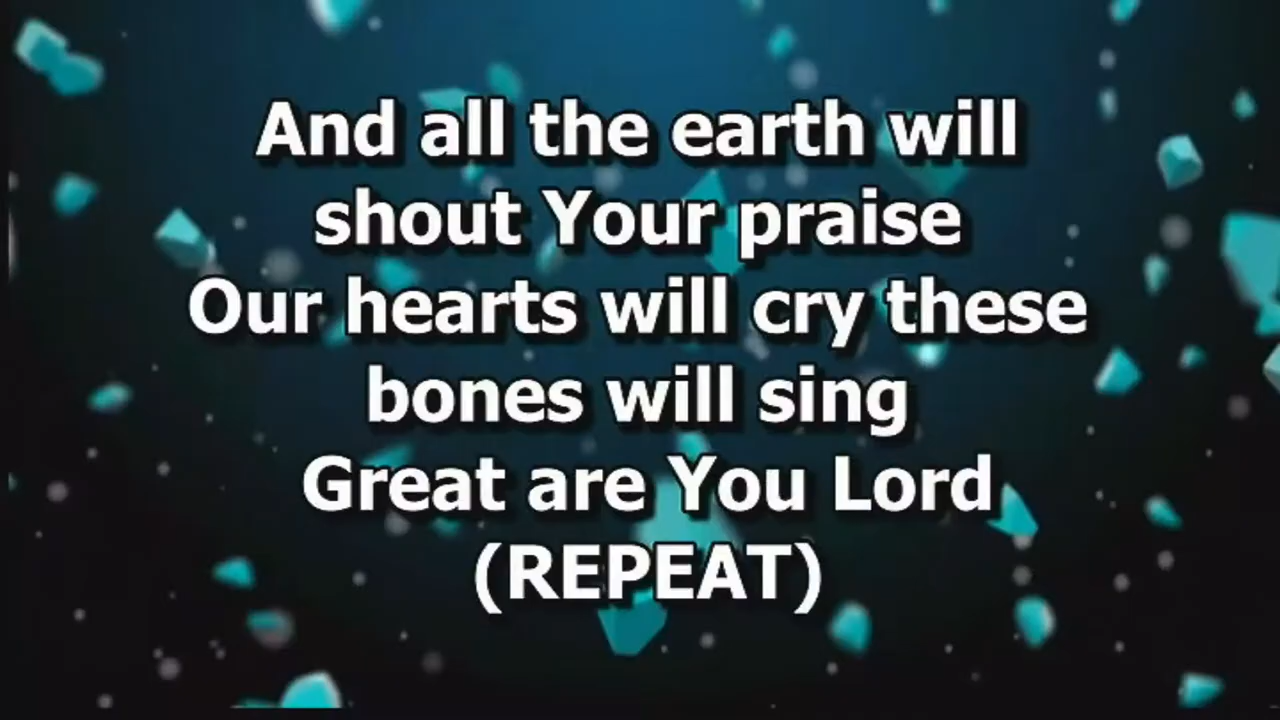 And all the earth will
shout Your praise
Our hearts will cry these
bones will sing
Great are You Lord
(REPEAT)